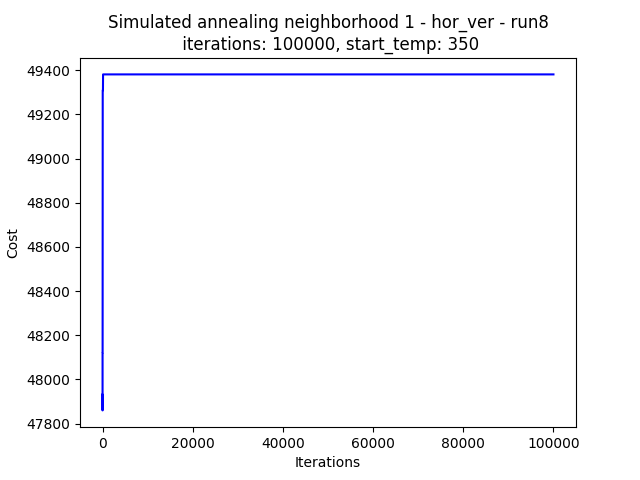 Simulated annealing neighborhood 1 - hor_ver - run8
iterations: 100000, start_temp: 350
49400
49200
49000
48800
48600
48400
48200
48000
47800
Cost
0 20000 40000 60000 80000 100000
Iterations